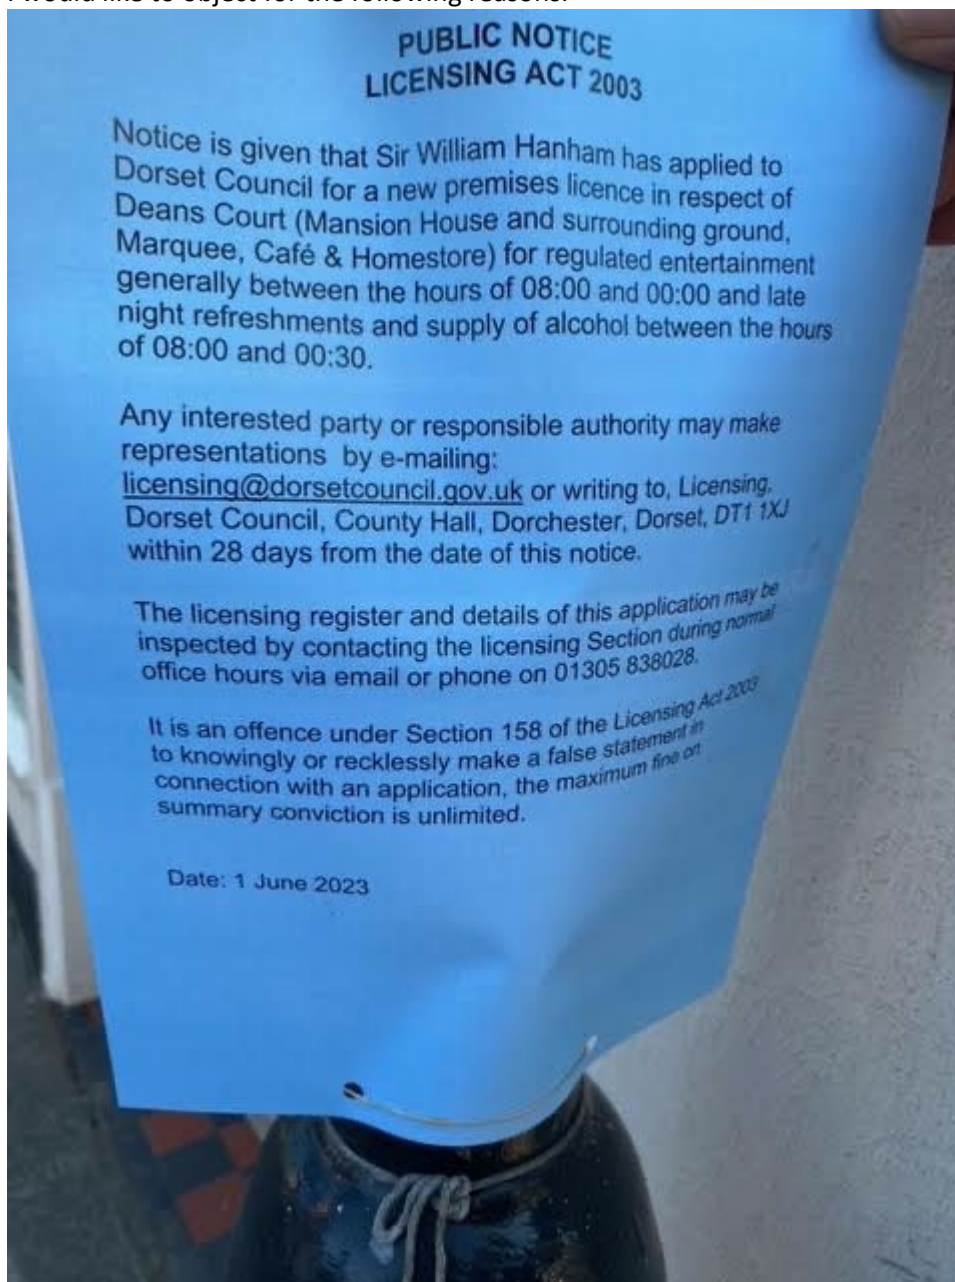 I would like to object for the following reasons:
PUBLIC NOTICE
LICENSING ACT 2003
Notice is given that Sir William Hanham has applied to
Dorset Council for a new premises licence in respect of
Deans Court (Mansion House and surrounding ground,
Marquee, Café & Homestore) for regulated entertainment
generally between the hours of 08:00 and 00:00 and late
night refreshments and supply of alcohol between the hours
of 08:00 and 00:30.
Any interested party or responsible authority may make
representations by e-mailing:
licensing@dorsetcouncil.gov.uk or writing to, Licensing,
Dorset Council, County Hall, Dorchester, Dorset, DT1 1XJ
within 28 days from the date of this notice.
The licensing register and details of this application may be
inspected by contacting the licensing Section during normal
office hours via email or phone on 01305 838028.
It is an offence under Section 158 of the Licensing Act 2003
to knowingly or recklessly make a false statement in
connection with an application, the maximum fine on
summary conviction is unlimited.
Date: 1 June 2023